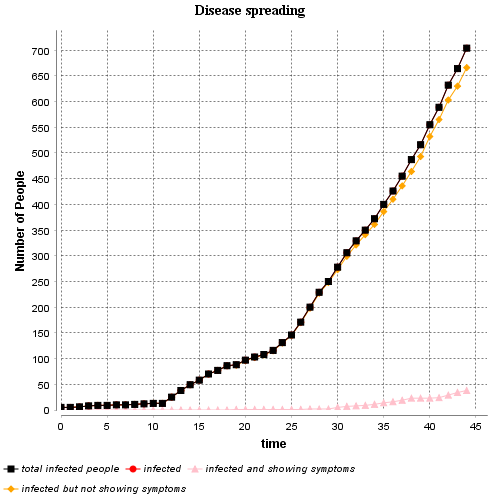 Disease spreading
Number of People
700
650
600
550
500
450
400
350
300
250
200
150
100
50
0
0 5 10 15 20 25 30 35 40 45
time
total infected people infected infected and showing symptoms
infected but not showing symptoms